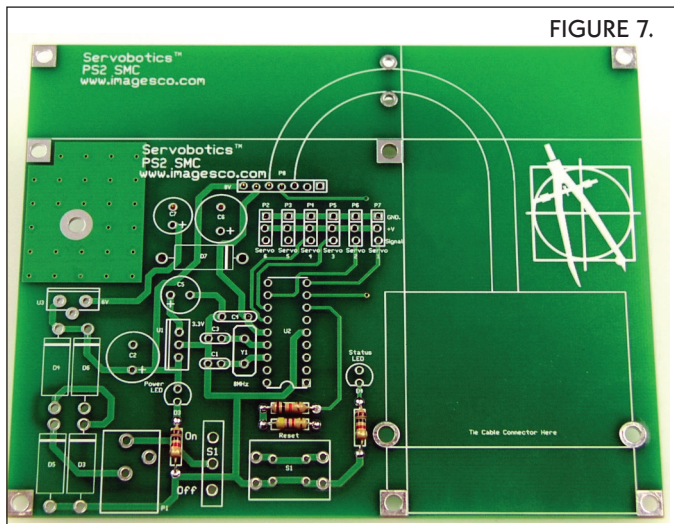 FIGURE 7.
Servobotics™
PS2 SMC
www.imagesco.com
Servobotics™
PS2 SMC
www.imagesco.com
P8
6V
C7
C6
P2 P3 P4 P5 P6 P7
GND.
+V
Signal
Servo Servo Servo Servo Servo Servo
D7
C5
U3
6V
U1
3.3V
C4
U2
C3
Y1
C2
C1
8MHz
Status
LED
D4
D6
Power
LED
On
S1
Off
Reset
S1
D5
D3
P1
Tie Cable Connector Here